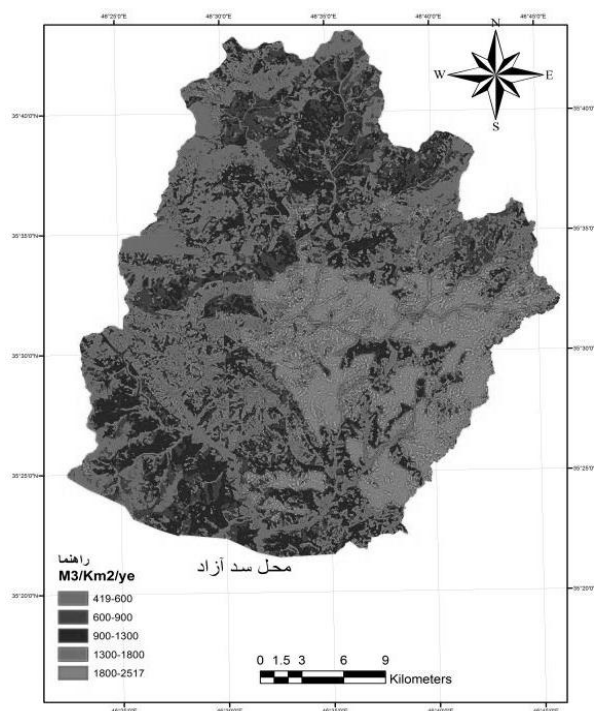 N
W E
S
35°40'0"N
35°35'0"N
35°30'0"N
35°25'0"N
35°20'0"N
محل سد آزاد
راهنما
M3/Km2/ye
419-600
600-900
900-1300
1300-1800
1800-2517
0 1.5 3 6 9
Kilometers